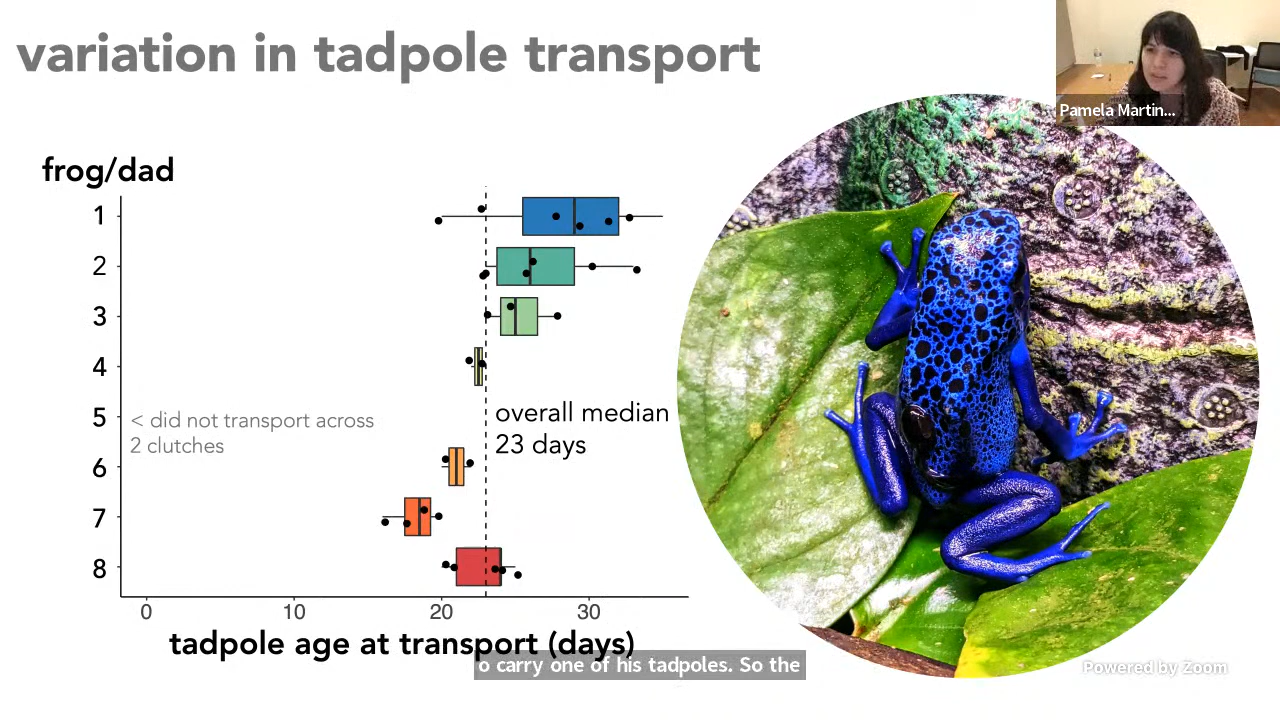 variation in tadpole transport
Pamela Martin...
frog/dad
1
2
3
4
5
6
7
8
< did not transport across
2 clutches
overall median
23 days
0 10 20 30
tadpole age at transport (days)
o carry one of his tadpoles. So the
Powered by Zoom